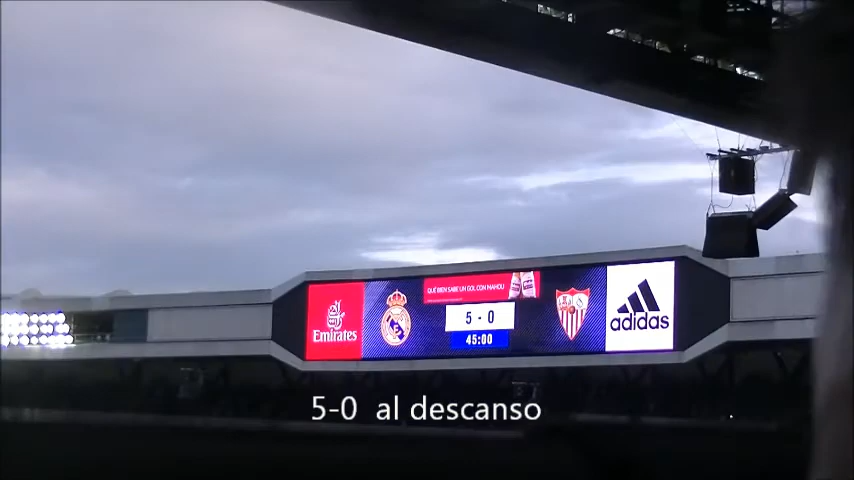 QUÉ BIEN SABE UN GOL CON MAHOU
5 - 0
45:00
Emirates
adidas
5-0 al descanso